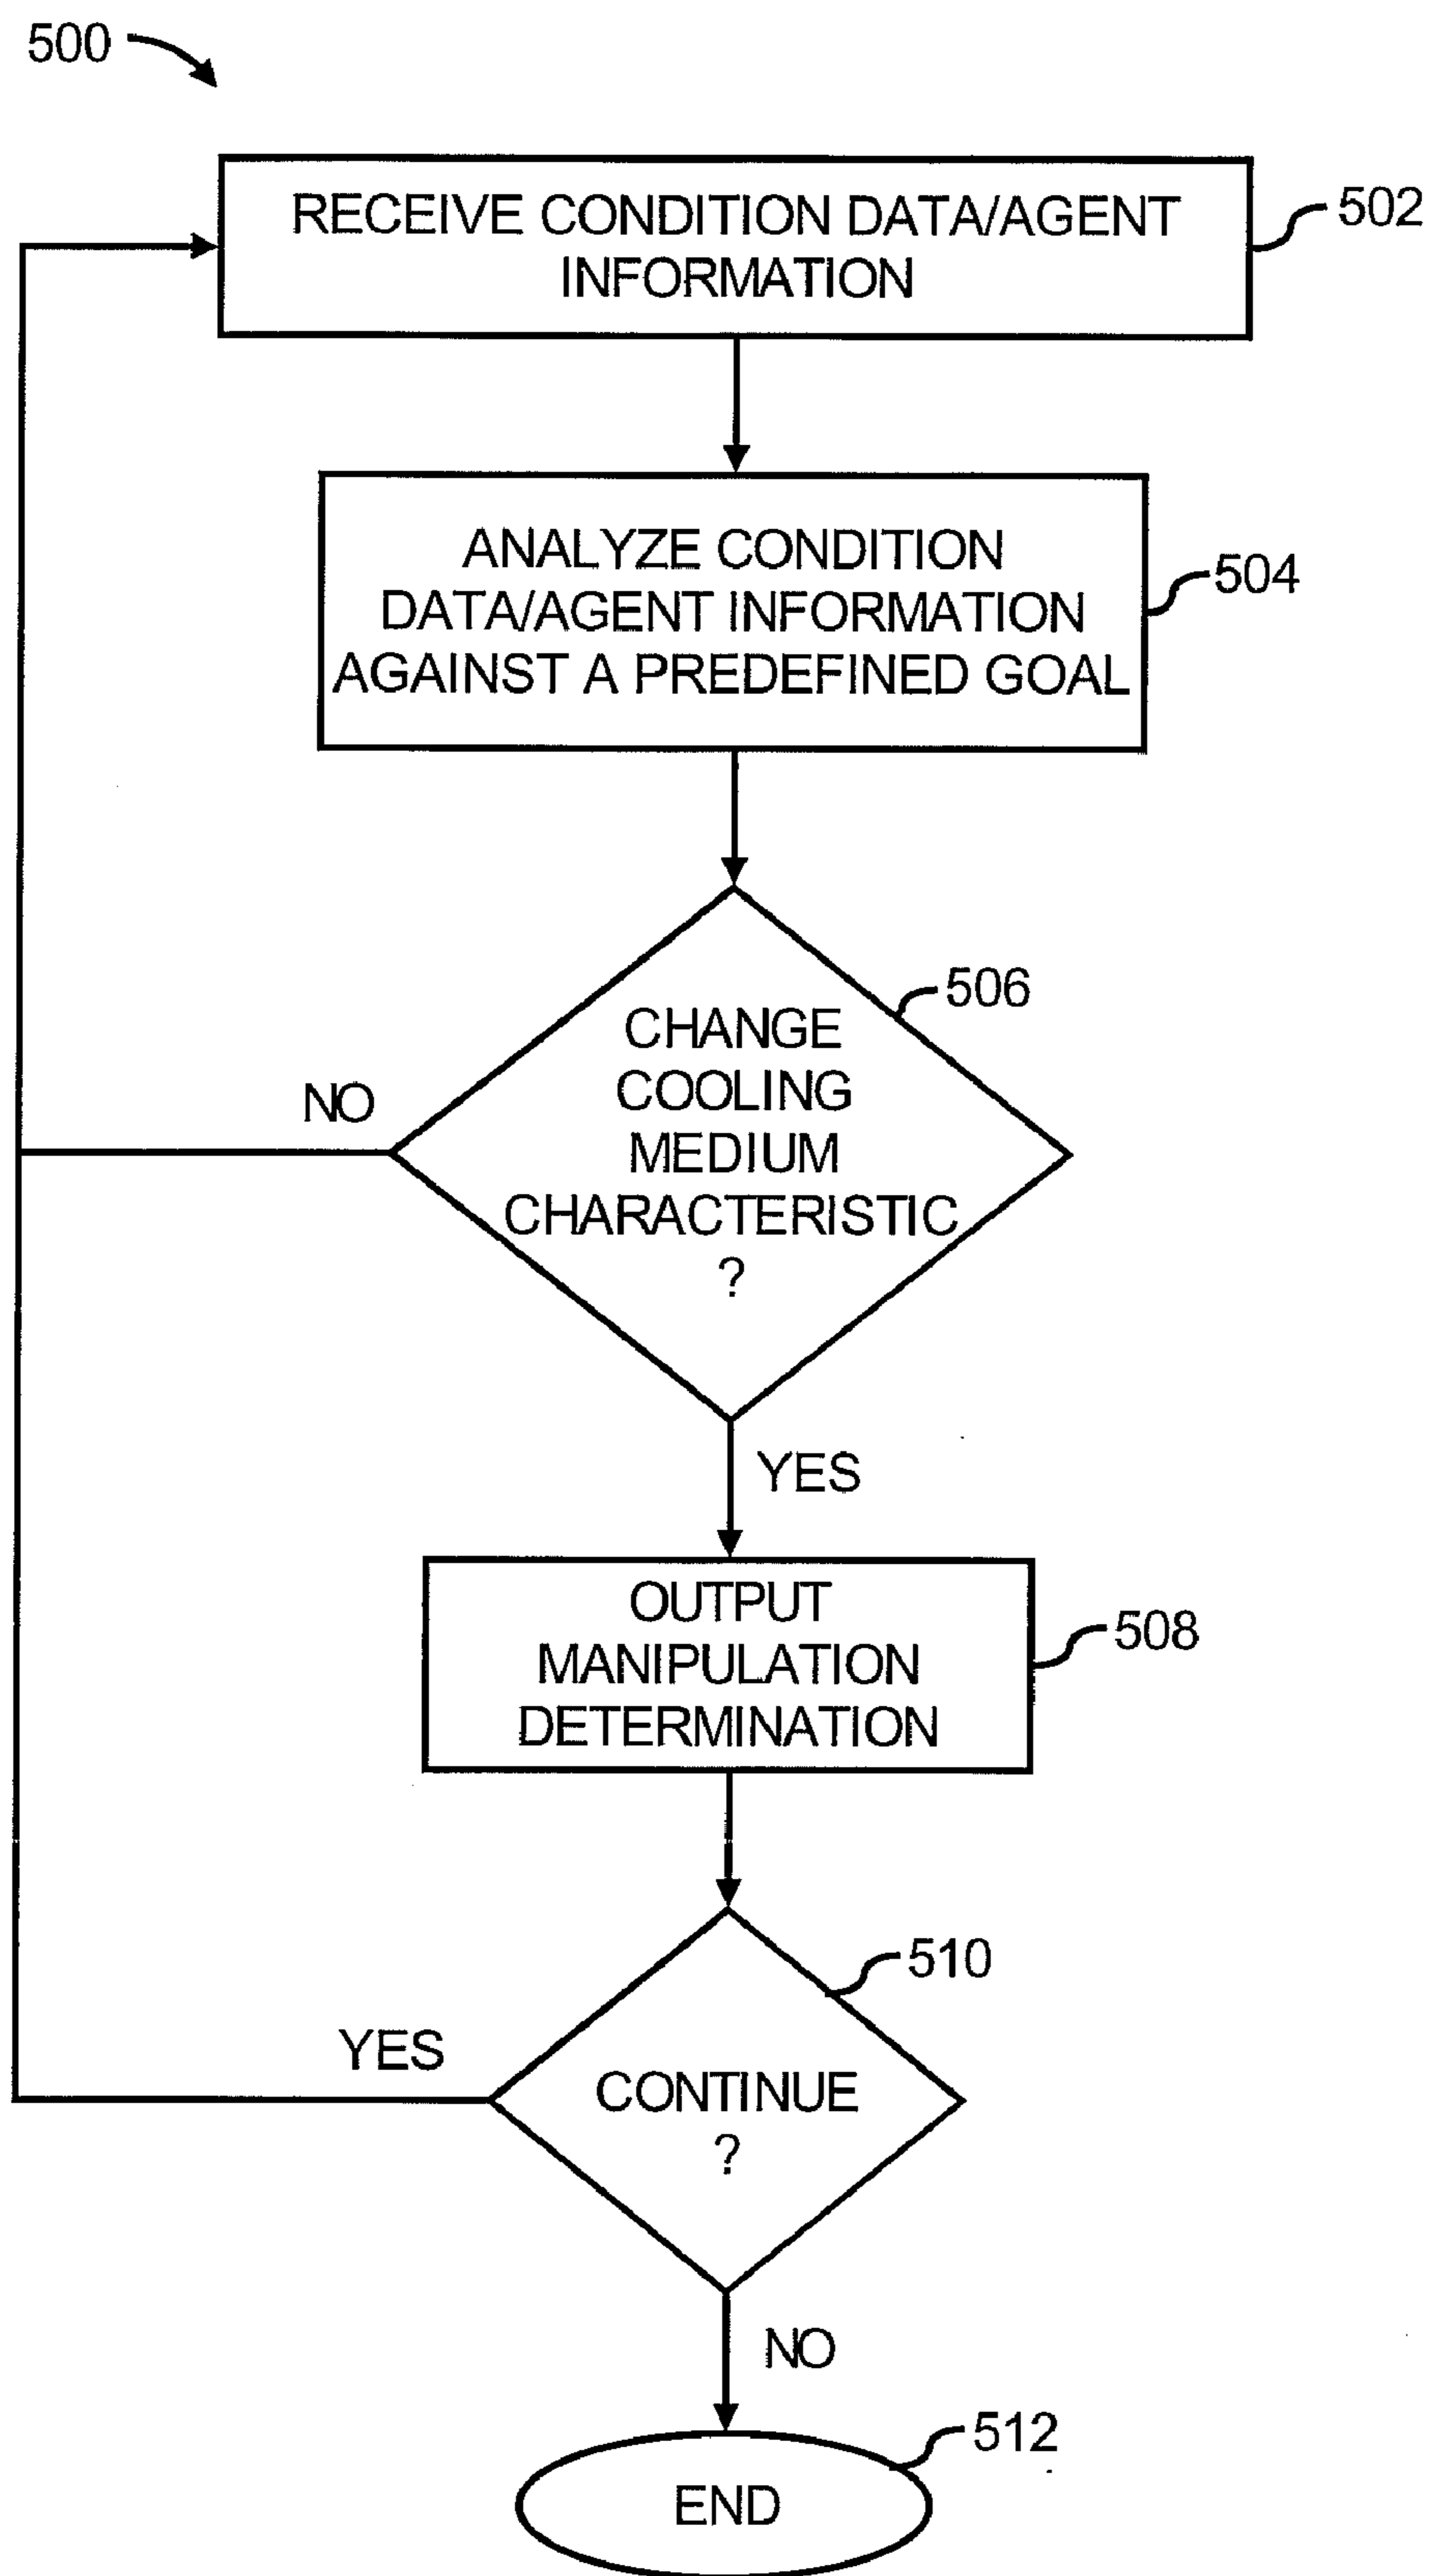 500
RECEIVE CONDITION DATA/AGENT
INFORMATION
502
ANALYZE CONDITION
DATA/AGENT INFORMATION
AGAINST A PREDEFINED GOAL
504
CHANGE
COOLING
MEDIUM
CHARACTERISTIC
?
506
NO
YES
OUTPUT
MANIPULATION
DETERMINATION
508
CONTINUE
?
510
YES
NO
END
512